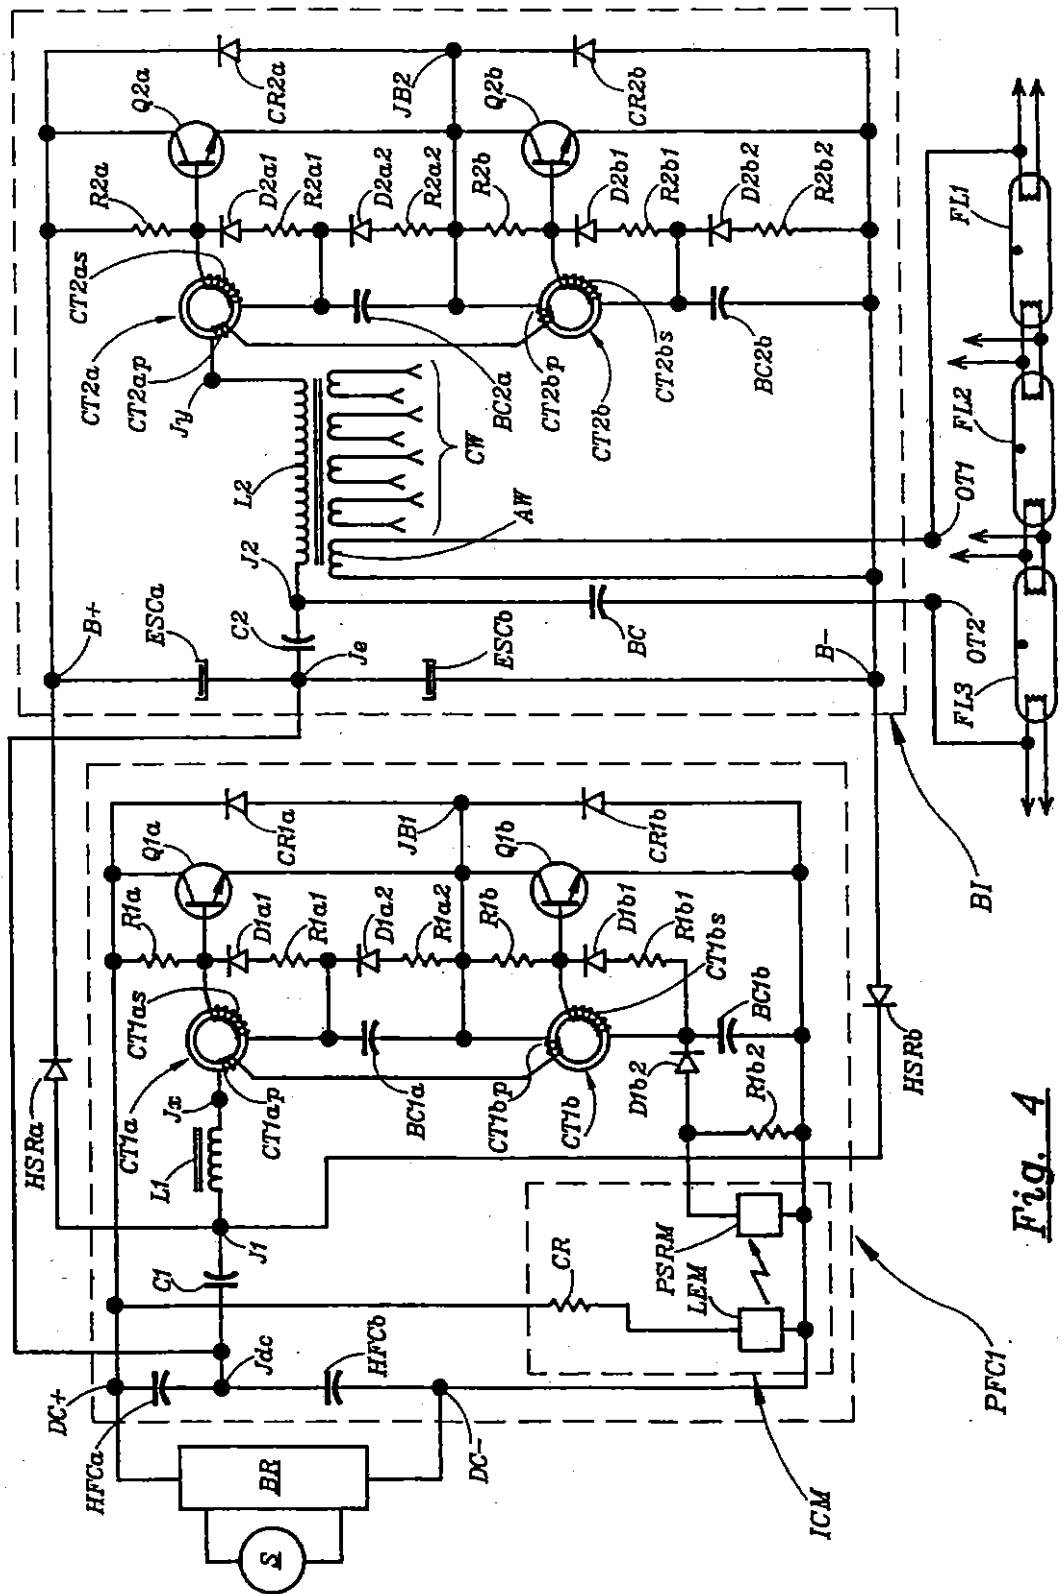 S
BR
DC+
HFCa
Jdc
HFCb
DC-
C1
J1
HSRa
L1
Jx
CT1a
CT1ap
CT1as
R1a
Q1a
D1a1
R1a1
D1a2
R1a2
BC1a
CR1a
JB1
R1b
Q1b
CT1bp
CT1b
CT1bs
D1b1
R1b1
CR1b
D1b2
BC1b
R1b2
HSRb
CR
PSRM
LEM
ICM
PFC1
B+
ESCa
C2
Je
ESCb
J2
L2
Jy
CT2a
CT2ap
CT2as
R2a
Q2a
D2a1
R2a1
D2a2
R2a2
BC2a
CR2a
JB2
R2b
Q2b
CT2bp
CT2b
CT2bs
D2b1
R2b1
D2b2
R2b2
CR2b
BC2b
CW
AW
BC
B-
BI
OT1
OT2
FL1
FL2
FL3
Fig. 4